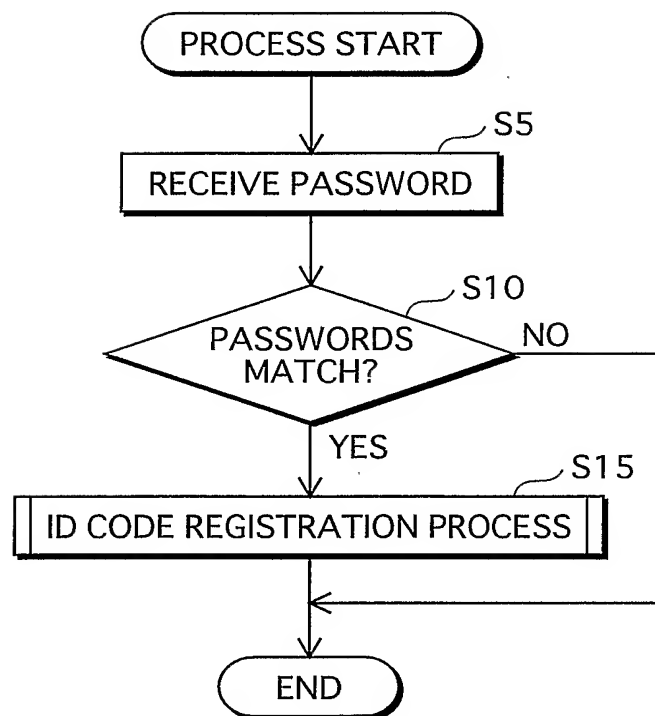 PROCESS START
S5
RECEIVE PASSWORD
S10
PASSWORDS
MATCH?
NO
YES
S15
ID CODE REGISTRATION PROCESS
END